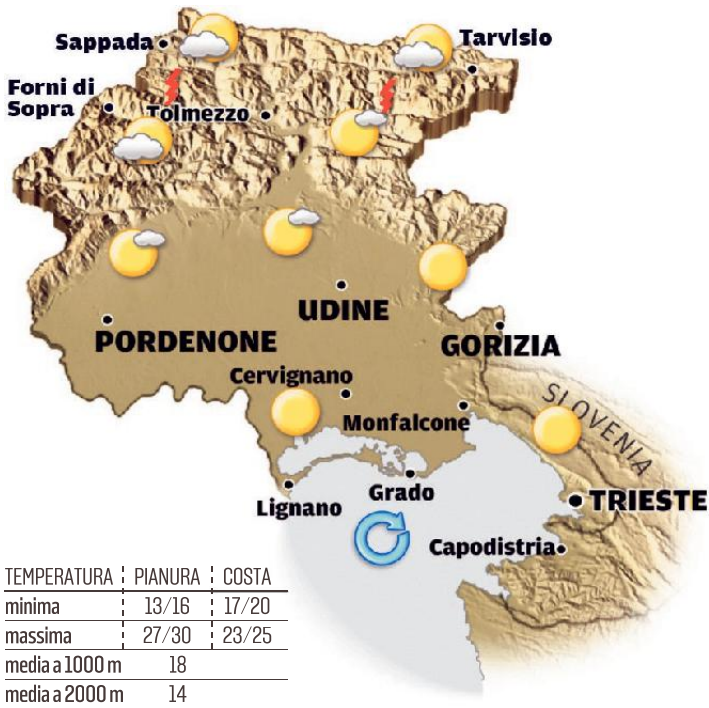 Sappada
Tarvisio
Forni di
Sopra
Tolmezzo
UDINE
PORDENONE
GORIZIA
Cervignano
SLOVENIA
Monfalcone
Lignano
Grado
TRIESTE
Capodistria
TEMPERATURA PIANURA COSTA
minima 13/16 17/20
massima 27/30 23/25
media a 1000 m 18
media a 2000 m 14